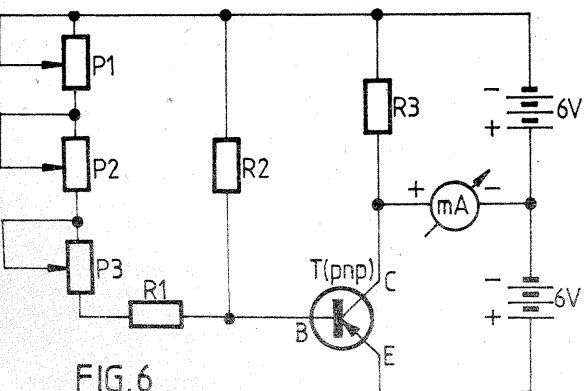 P1
P2
P3
R1
R2
R3
- + 6V
+ mA -
- + 6V
T(pnp)
B
C
E
FIG.6